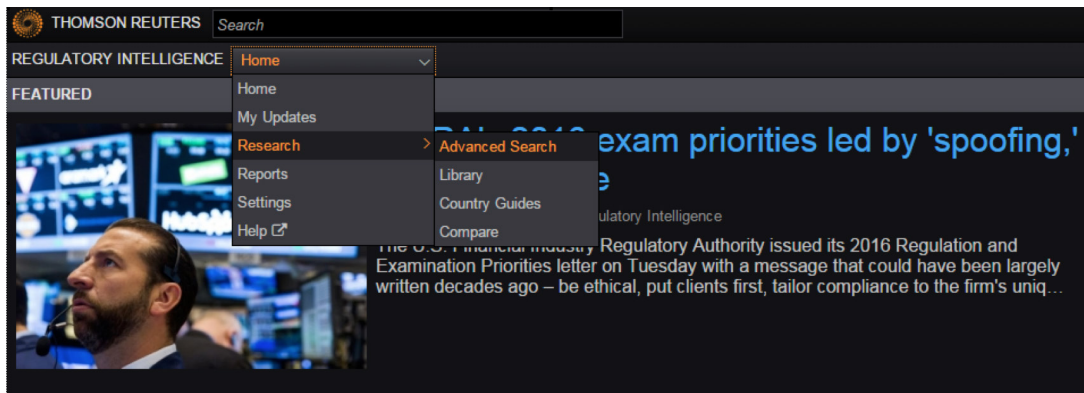 THOMSON REUTERS Search
REGULATORY INTELLIGENCE Home
FEATURED
Home
My Updates
Research > Advanced Search
Reports
Settings
Help
Library
Country Guides
Compare
exam priorities led by 'spoofing,'
ulatory Intelligence
The U.S. Financial Industry Regulatory Authority issued its 2016 Regulation and
Examination Priorities letter on Tuesday with a message that could have been largely
written decades ago – be ethical, put clients first, tailor compliance to the firm's uniq...